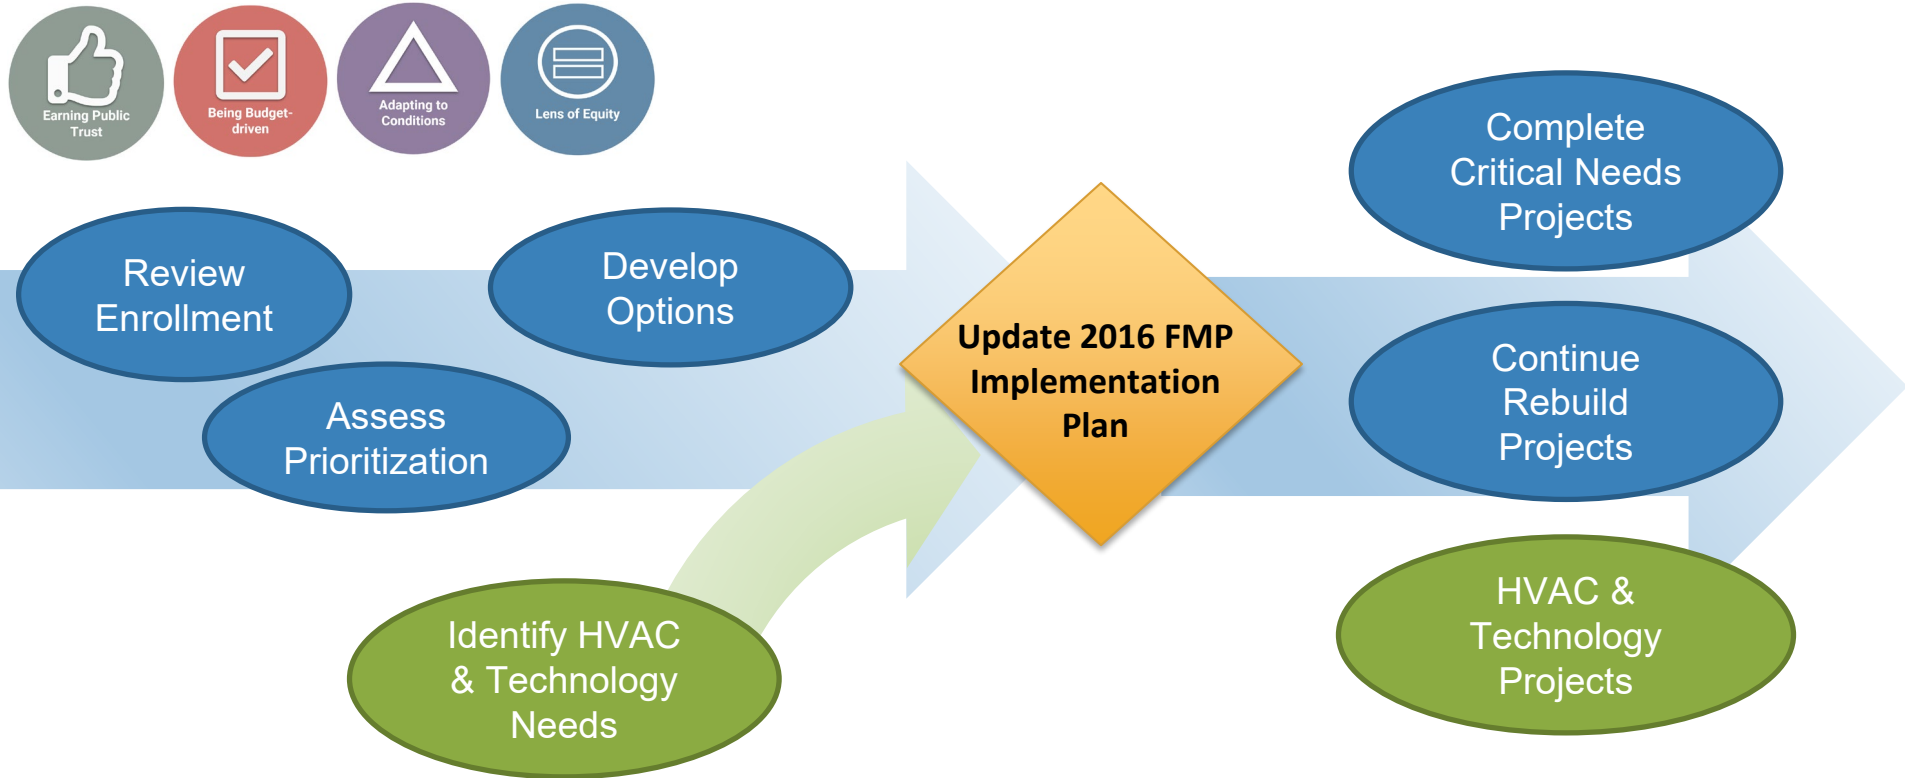 Earning Public
Trust
Being Budget-
driven
Adapting to
Conditions
Lens of Equity
Review
Enrollment
Assess
Prioritization
Develop
Options
Identify HVAC
& Technology
Needs
Update 2016 FMP
Implementation
Plan
Complete
Critical Needs
Projects
Continue
Rebuild
Projects
HVAC &
Technology
Projects